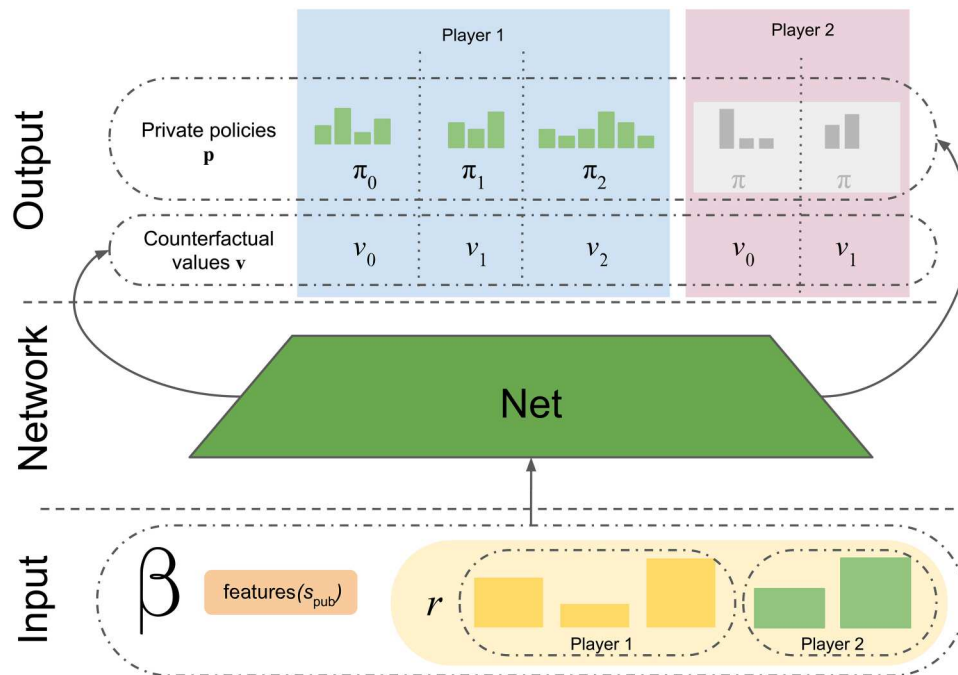 Player 1
Player 2
Output
Private policies
p
π0
π1
π2
π
π
Counterfactual
values v
v0
v1
v2
v0
v1
Network
Net
Input
β
features(spub)
r
Player 1
Player 2